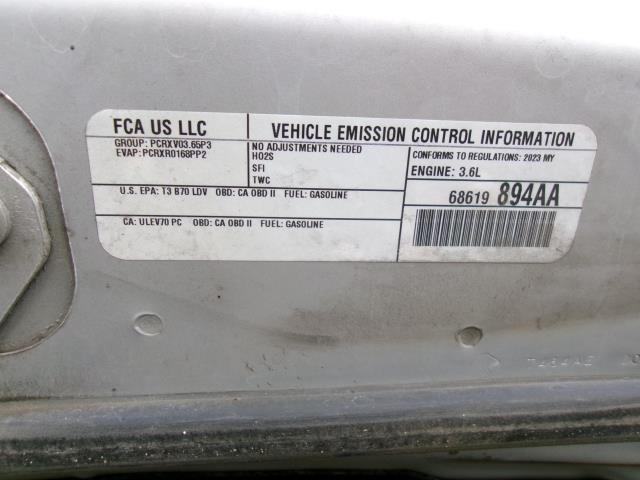 FCA US LLC
GROUP: PCRXV03.65P3
EVAP: PCRXR0168PP2
VEHICLE EMISSION CONTROL INFORMATION
NO ADJUSTMENTS NEEDED
HO2S
SFI
TWC
CONFORMS TO REGULATIONS: 2023 MY
ENGINE: 3.6L
U.S. EPA: T3 B70 LDV OBD: CA OBD II FUEL: GASOLINE
68619 894AA
CA: ULEV70 PC OBD: CA OBD II FUEL: GASOLINE